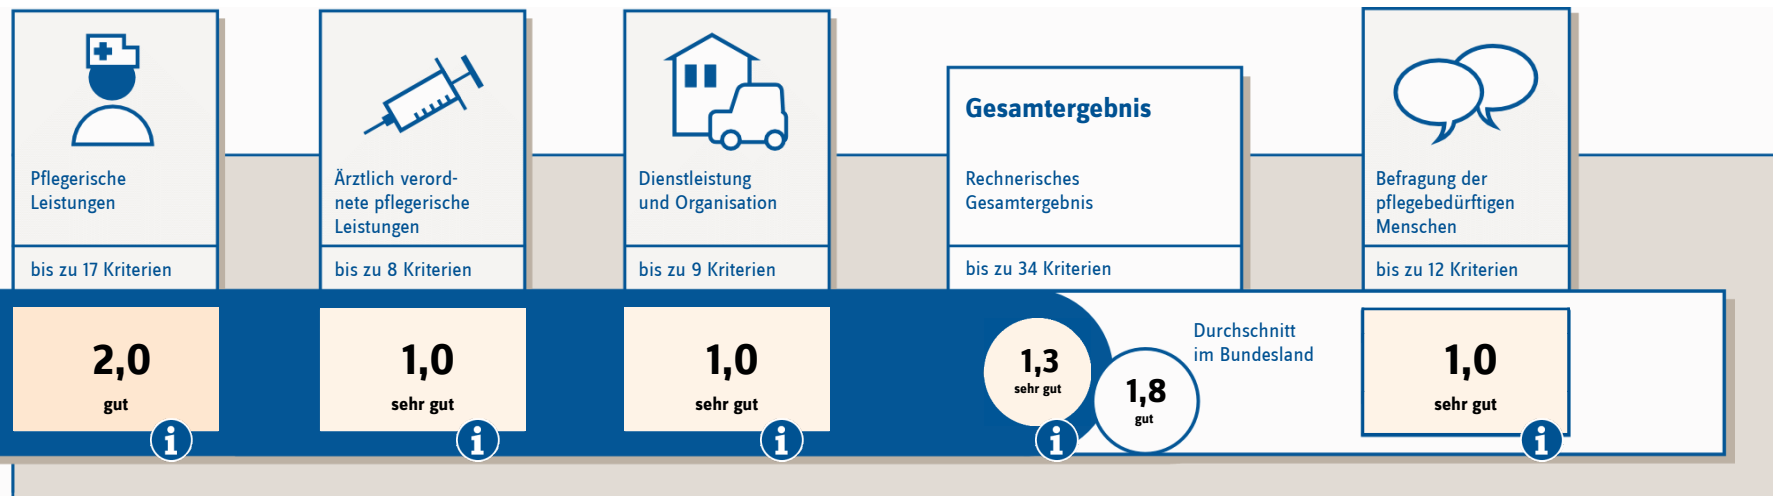 Pflegerische
Leistungen
bis zu 17 Kriterien
2,0
gut
i
Ärztlich verord-
nete pflegerische
Leistungen
bis zu 8 Kriterien
1,0
sehr gut
i
Dienstleistung
und Organisation
bis zu 9 Kriterien
1,0
sehr gut
i
Gesamtergebnis
Rechnerisches
Gesamtergebnis
bis zu 34 Kriterien
1,3
sehr gut
i
Durchschnitt
im Bundesland
1,8
gut
Befragung der
pflegebedürftigen
Menschen
bis zu 12 Kriterien
1,0
sehr gut
i